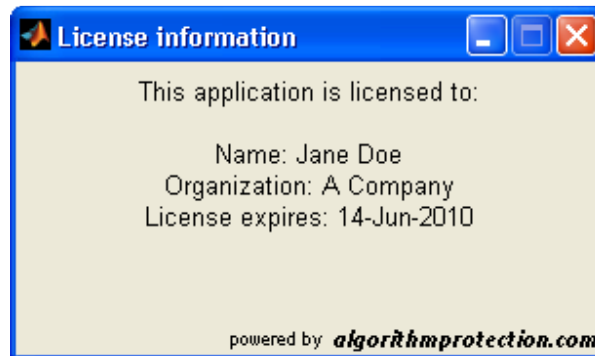 License information
This application is licensed to:
Name: Jane Doe
Organization: A Company
License expires: 14-Jun-2010
powered by algorithmprotection.com